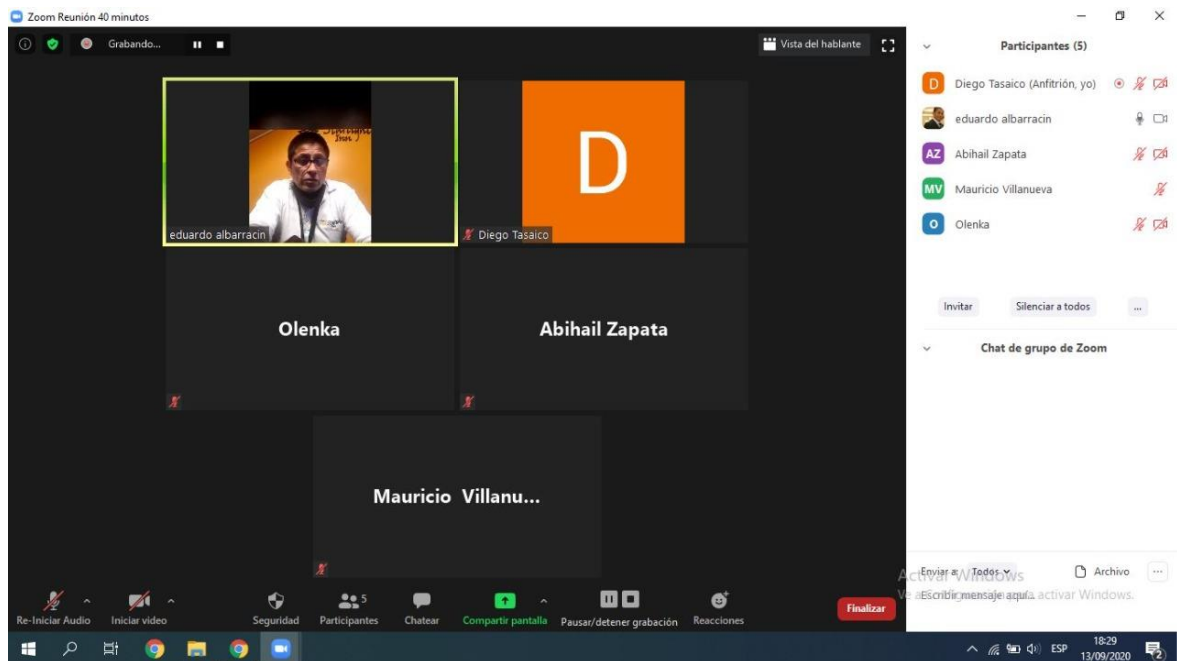 Zoom Reunión 40 minutos
Grabando...
Vista del hablante
eduardo albarracin
D
Diego Tasaico
Olenka
Abihail Zapata
Mauricio Villanu...
Participantes (5)
D Diego Tasaico (Anfitrión, yo)
eduardo albarracin
AZ Abihail Zapata
MV Mauricio Villanueva
O Olenka
Invitar Silenciar a todos ...
Chat de grupo de Zoom
Enviar a: Todos Archivo ...
Activar Windows
Escribir mensaje aquí...
activar Windows.
Re-Iniciar Audio Iniciar video Seguridad Participantes 5 Chatear Compartir pantalla Pausar/detener grabación Reacciones Finalizar
ESP 18:29
13/09/2020 2